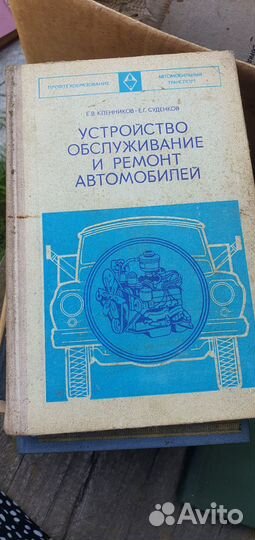 ПРОФТЕХОБРАЗОВАНИЕ
АВТОМОБИЛЬНЫЙ
ТРАНСПОРТ
Е.В. КЛЕННИКОВ • Е.Г. СУДЕНКОВ
УСТРОЙСТВО
ОБСЛУЖИВАНИЕ
И РЕМОНТ
АВТОМОБИЛЕЙ
Avito